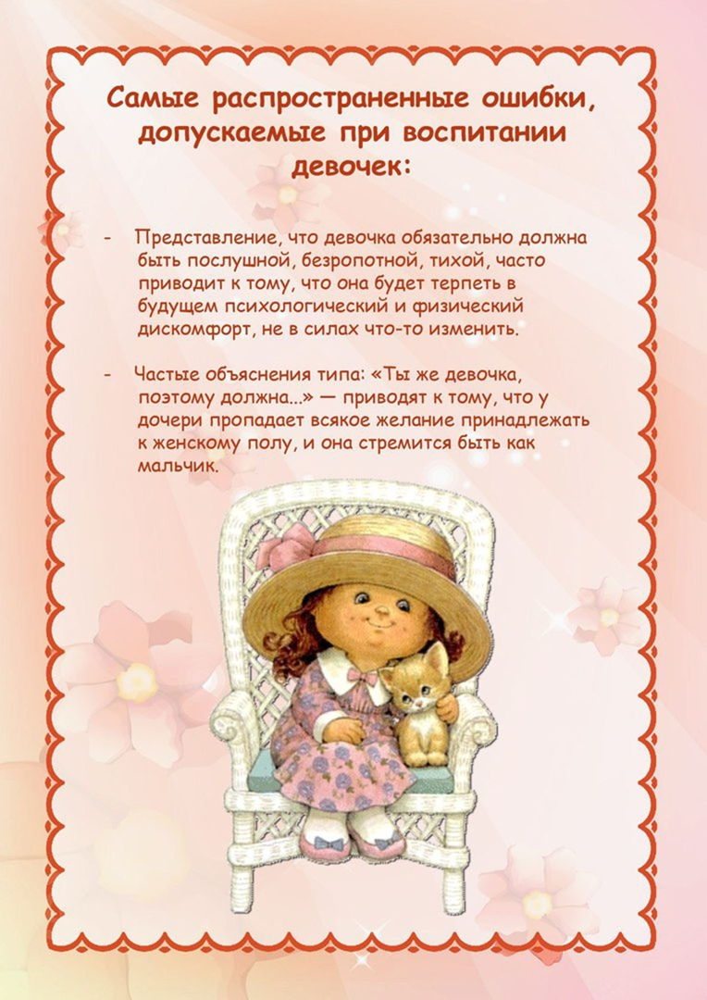 Самые распространенные ошибки,
допускаемые при воспитании
девочек:
- Представление, что девочка обязательно должна
быть послушной, безропотной, тихой, часто
приводит к тому, что она будет терпеть в
будущем психологический и физический
дискомфорт, не в силах что-то изменить.
- Частые объяснения типа: «Ты же девочка,
поэтому должна...» — приводят к тому, что у
дочери пропадает всякое желание принадлежать
к женскому полу, и она стремится быть как
мальчик.